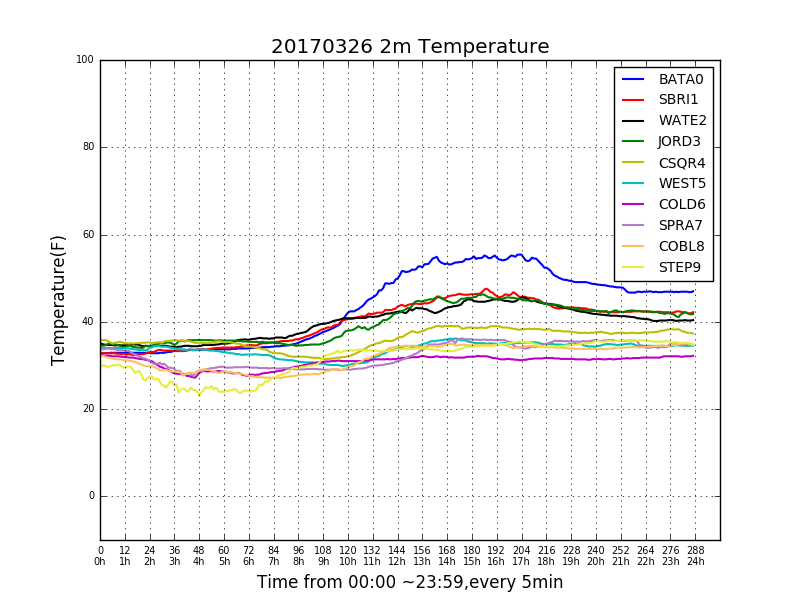 20170326 2m Temperature
100
80
60
40
20
0
Temperature(F)
BATA0
SBRI1
WATE2
JORD3
CSQR4
WEST5
COLD6
SPRA7
COBL8
STEP9
0 12 24 36 48 60 72 84 96 108 120 132 144 156 168 180 192 204 216 228 240 252 264 276 288
0h 1h 2h 3h 4h 5h 6h 7h 8h 9h 10h 11h 12h 13h 14h 15h 16h 17h 18h 19h 20h 21h 22h 23h 24h
Time from 00:00 ~23:59,every 5min